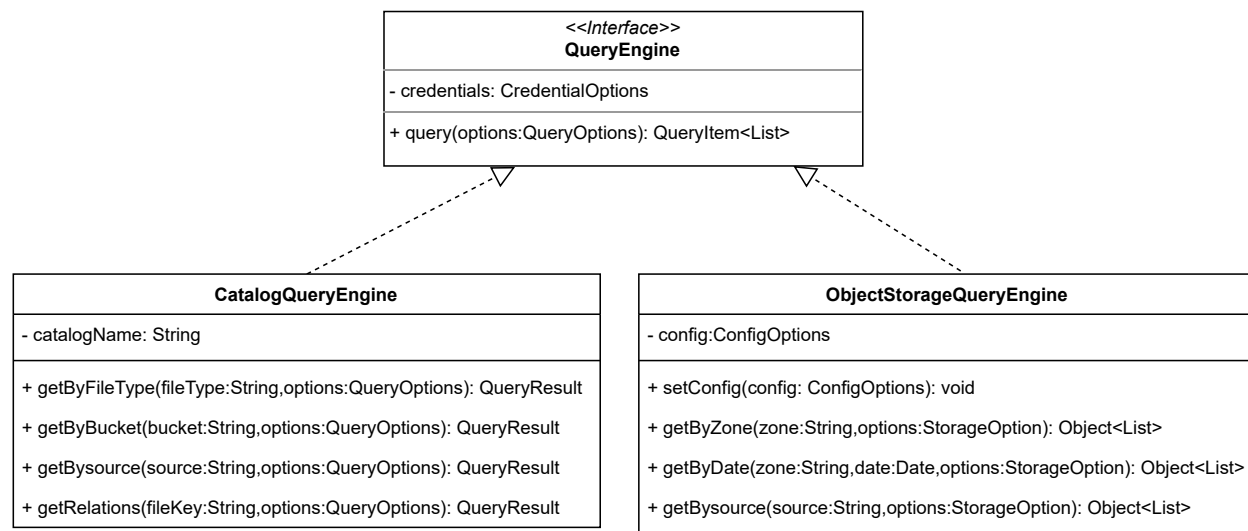 <<Interface>>
QueryEngine
- credentials: CredentialOptions
+ query(options:QueryOptions): QueryItem<List>
CatalogQueryEngine
- catalogName: String
+ getByFileType(fileType:String,options:QueryOptions): QueryResult
+ getByBucket(bucket:String,options:QueryOptions): QueryResult
+ getBysource(source:String,options:QueryOptions): QueryResult
+ getRelations(fileKey:String,options:QueryOptions): QueryResult
ObjectStorageQueryEngine
- config:ConfigOptions
+ setConfig(config: ConfigOptions): void
+ getByZone(zone:String,options:StorageOption): Object<List>
+ getByDate(zone:String,date:Date,options:StorageOption): Object<List>
+ getBysource(source:String,options:StorageOption): Object<List>